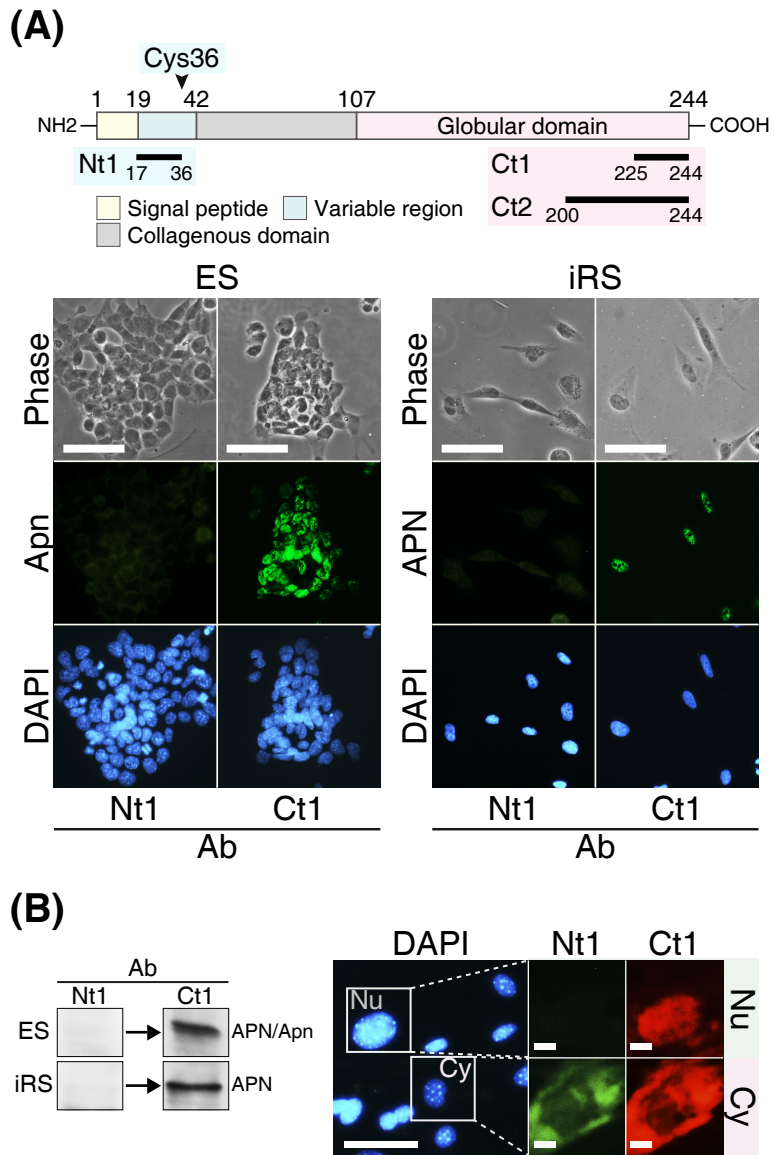 (A)
Cys36
1 19 42 107 244
NH2 Globular domain COOH
Nt1 Ct1
17 36 225 244
Ct2
200 244
Signal peptide Variable region
Collagenous domain
ES iRS
Phase Phase
Apn APN
DAPI DAPI
Nt1 Ct1 Nt1 Ct1
Ab Ab
(B)
Ab
Nt1 Ct1
ES APN/Apn
iRS APN
DAPI Nt1 Ct1
Nu Nu
Cy Cy